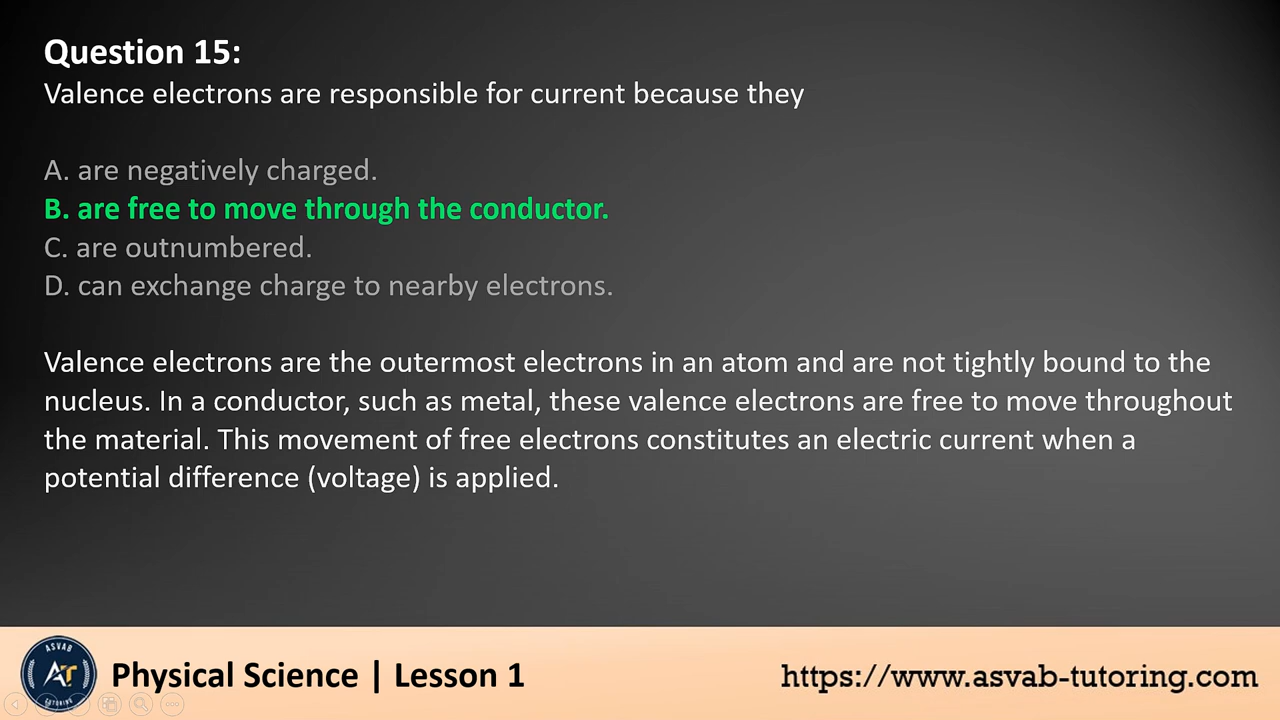 Question 15:
Valence electrons are responsible for current because they
A. are negatively charged.
B. are free to move through the conductor.
C. are outnumbered.
D. can exchange charge to nearby electrons.
Valence electrons are the outermost electrons in an atom and are not tightly bound to the
nucleus. In a conductor, such as metal, these valence electrons are free to move throughout
the material. This movement of free electrons constitutes an electric current when a
potential difference (voltage) is applied.
ASVAB
AT
TUTORING
Physical Science | Lesson 1
https://www.asvab-tutoring.com